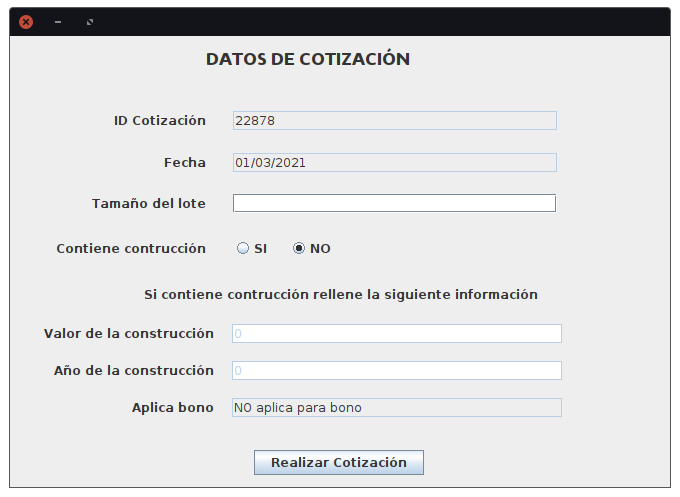 DATOS DE COTIZACIÓN
ID Cotización 22878
Fecha 01/03/2021
Tamaño del lote
Contiene contrucción SI NO
Si contiene contrucción rellene la siguiente información
Valor de la construcción 0
Año de la construcción 0
Aplica bono NO aplica para bono
Realizar Cotización